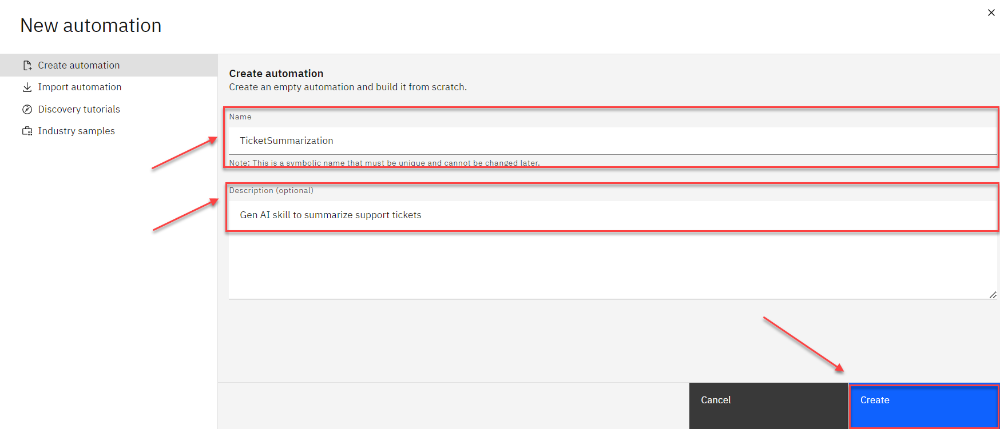 New automation
Create automation
Import automation
Discovery tutorials
Industry samples
Create automation
Create an empty automation and build it from scratch.
Name
TicketSummarization
Note: This is a symbolic name that must be unique and cannot be changed later.
Description (optional)
Gen AI skill to summarize support tickets
Cancel
Create